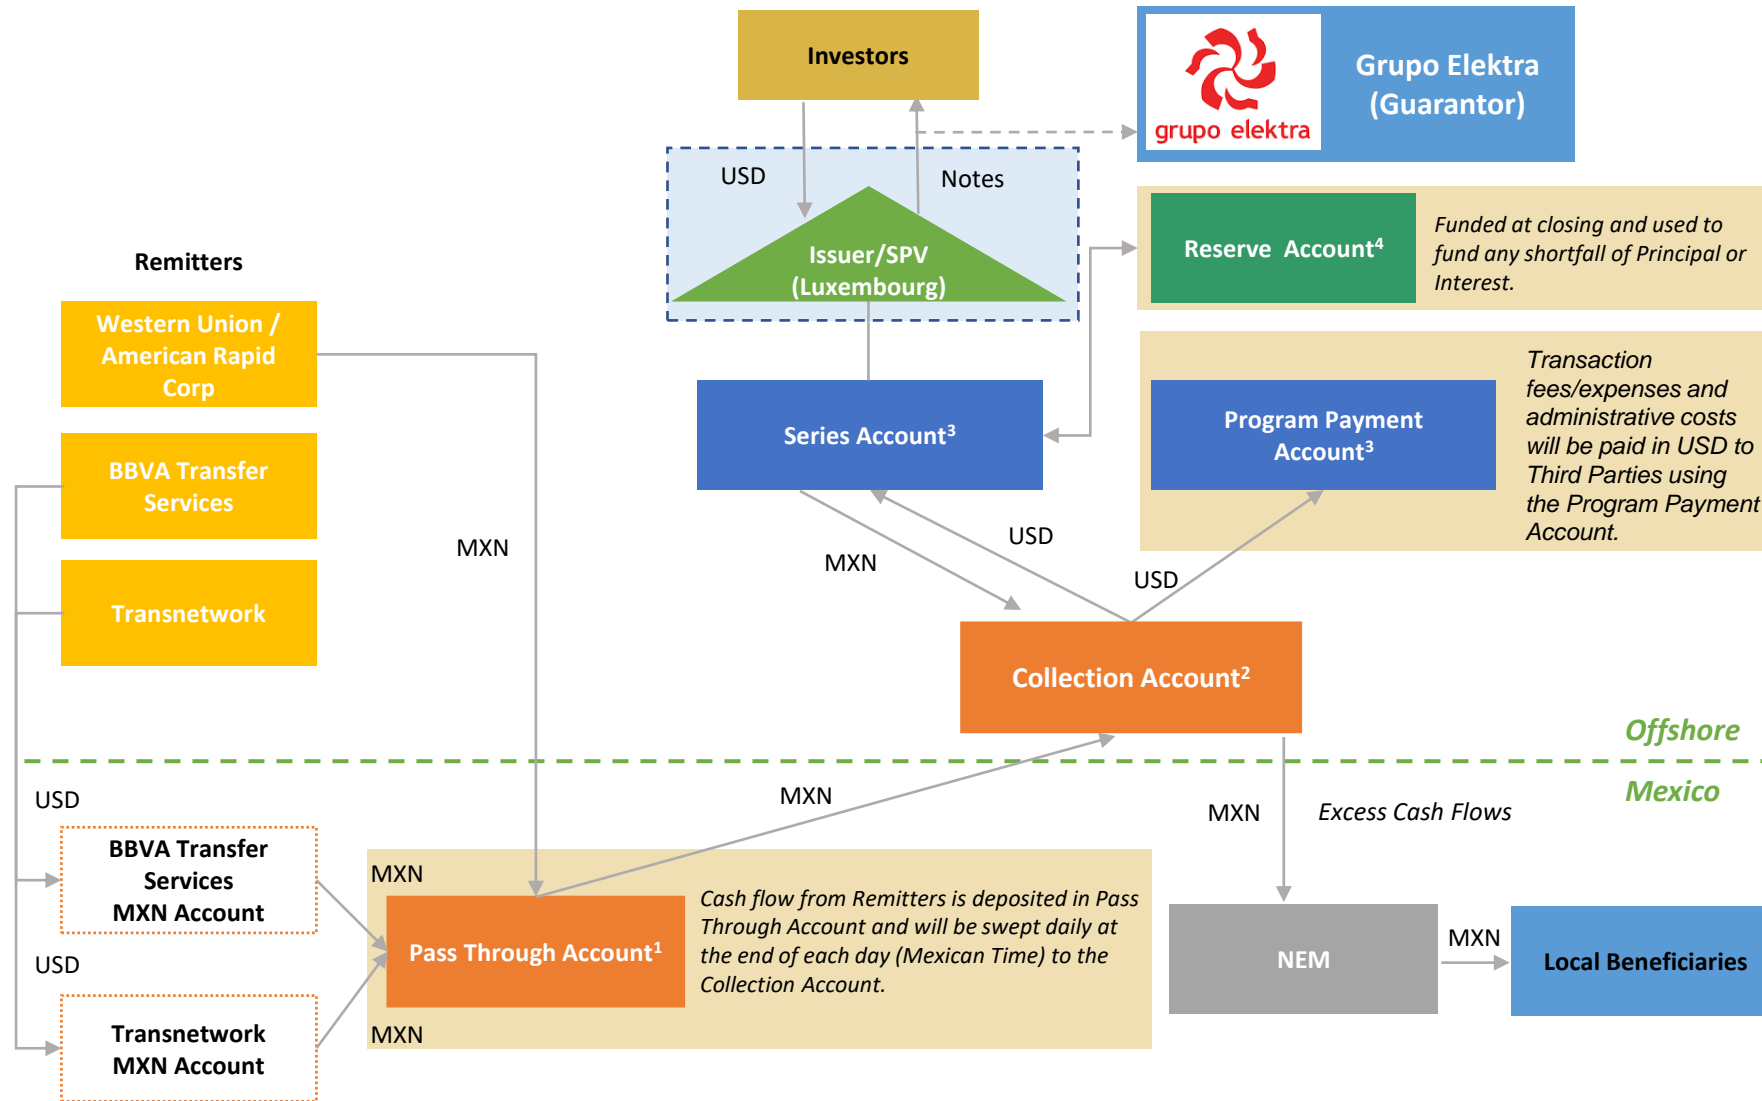 Investors
grupo elektra
Grupo Elektra
(Guarantor)
USD
Notes
Issuer/SPV
(Luxembourg)
Reserve Account⁴
Funded at closing and used to
fund any shortfall of Principal or
Interest.
Remitters
Western Union /
American Rapid
Corp
BBVA Transfer
Services
Transnetwork
MXN
Series Account³
Program Payment
Account³
Transaction
fees/expenses and
administrative costs
will be paid in USD to
Third Parties using
the Program Payment
Account.
MXN
USD
USD
Collection Account²
Offshore
Mexico
USD
BBVA Transfer
Services
MXN Account
USD
Transnetwork
MXN Account
MXN
MXN
Pass Through Account¹
MXN
Cash flow from Remitters is deposited in Pass
Through Account and will be swept daily at
the end of each day (Mexican Time) to the
Collection Account.
MXN
Excess Cash Flows
NEM
MXN
Local Beneficiaries